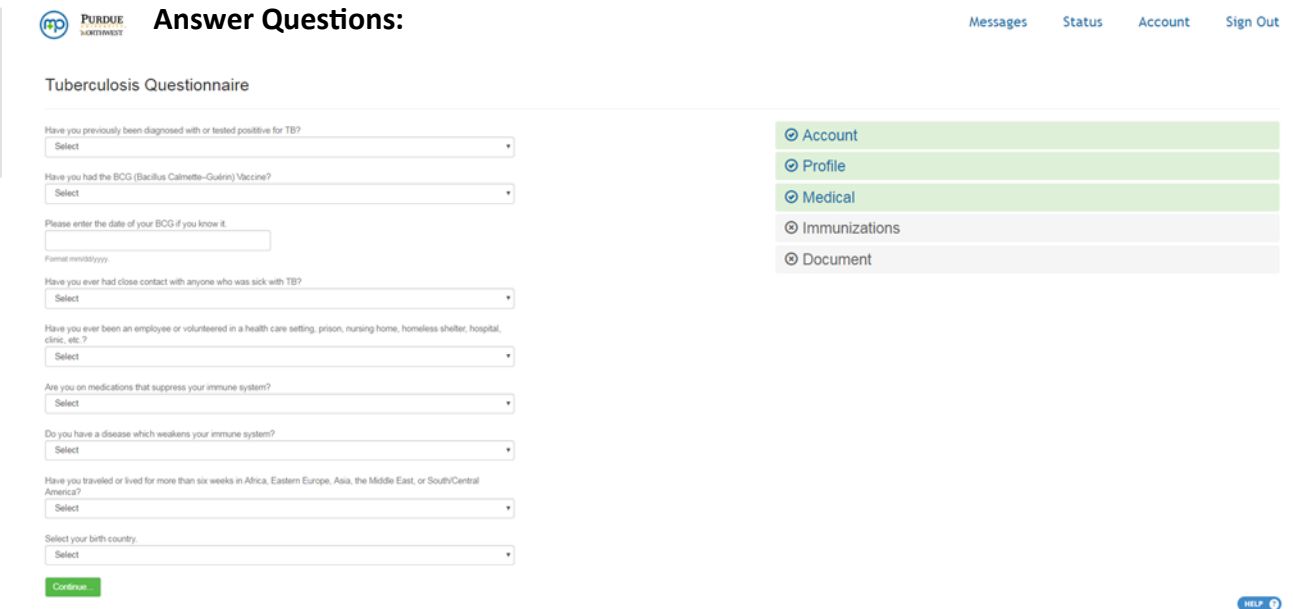 mp PURDUE Answer Questions: Messages Status Account Sign Out
UNIVERSITY
NORTHWEST
Tuberculosis Questionnaire
Have you previously been diagnosed with or tested posititive for TB?
Select
Have you had the BCG (Bacillus Calmette–Guérin) Vaccine?
Select
Please enter the date of your BCG if you know it.
Format mm/dd/yyyy.
Have you ever had close contact with anyone who was sick with TB?
Select
Have you ever been an employee or volunteered in a health care setting, prison, nursing home, homeless shelter, hospital,
clinic, etc.?
Select
Are you on medications that suppress your immune system?
Select
Do you have a disease which weakens your immune system?
Select
Have you traveled or lived for more than six weeks in Africa, Eastern Europe, Asia, the Middle East, or South/Central
America?
Select
Select your birth country.
Select
Continue...
Account
Profile
Medical
Immunizations
Document
HELP ?